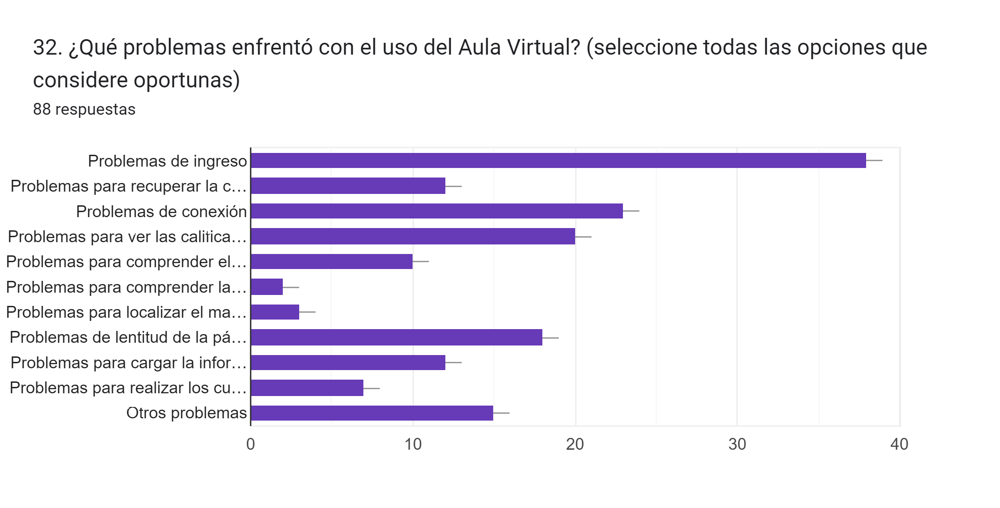 32. ¿Qué problemas enfrentó con el uso del Aula Virtual? (seleccione todas las opciones que
considere oportunas)
88 respuestas
Problemas de ingreso
Problemas para recuperar la c…
Problemas de conexión
Problemas para ver las califica…
Problemas para comprender el…
Problemas para comprender la…
Problemas para localizar el ma…
Problemas de lentitud de la pá…
Problemas para cargar la infor…
Problemas para realizar los cu…
Otros problemas
0 10 20 30 40